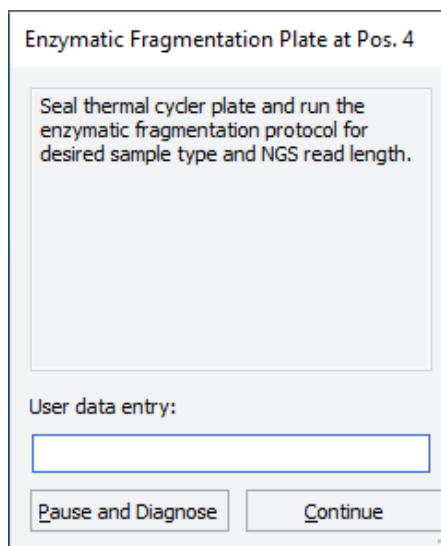 Enzymatic Fragmentation Plate at Pos. 4
Seal thermal cycler plate and run the
enzymatic fragmentation protocol for
desired sample type and NGS read length.
User data entry:
Pause and Diagnose
Continue